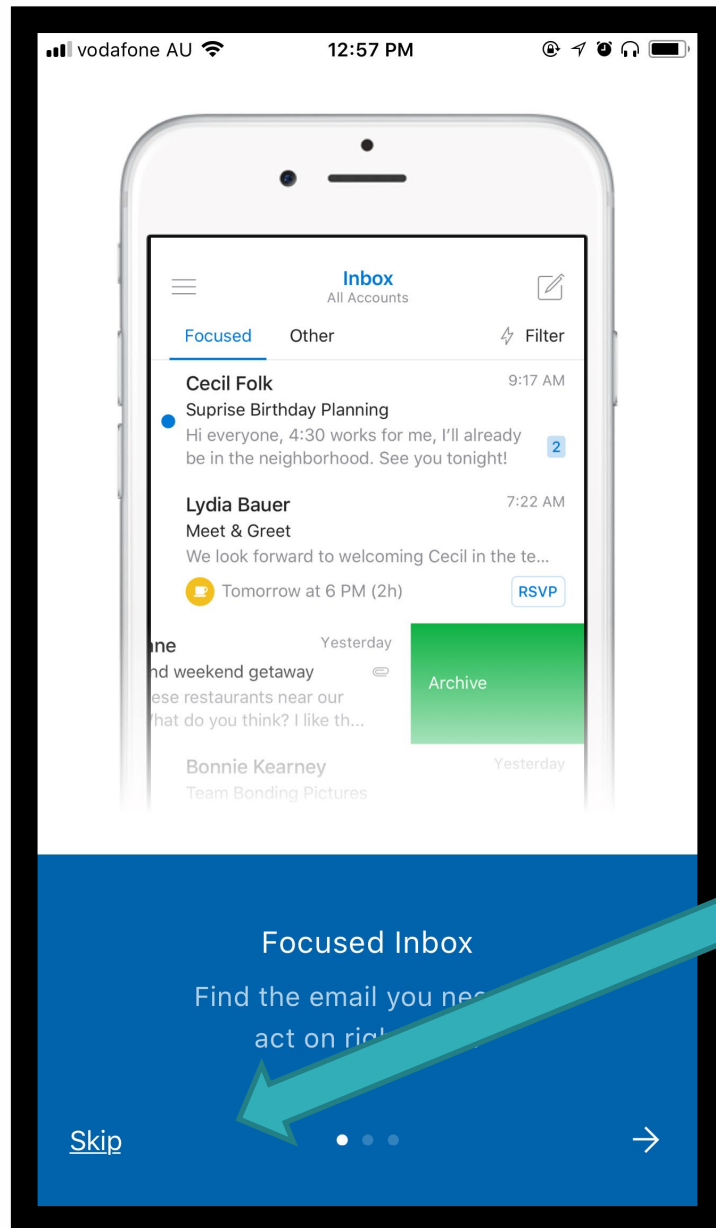 vodafone AU 12:57 PM
Inbox
All Accounts
Focused Other Filter
Cecil Folk 9:17 AM
Suprise Birthday Planning
Hi everyone, 4:30 works for me, I'll already
be in the neighborhood. See you tonight!
2
Lydia Bauer 7:22 AM
Meet & Greet
We look forward to welcoming Cecil in the te...
Tomorrow at 6 PM (2h) RSVP
Yesterday
weekend getaway
restaurants near our
do you think? I like th...
Archive
Bonnie Kearney Yesterday
Team Bonding Pictures
Focused Inbox
Find the email you
act on
Skip